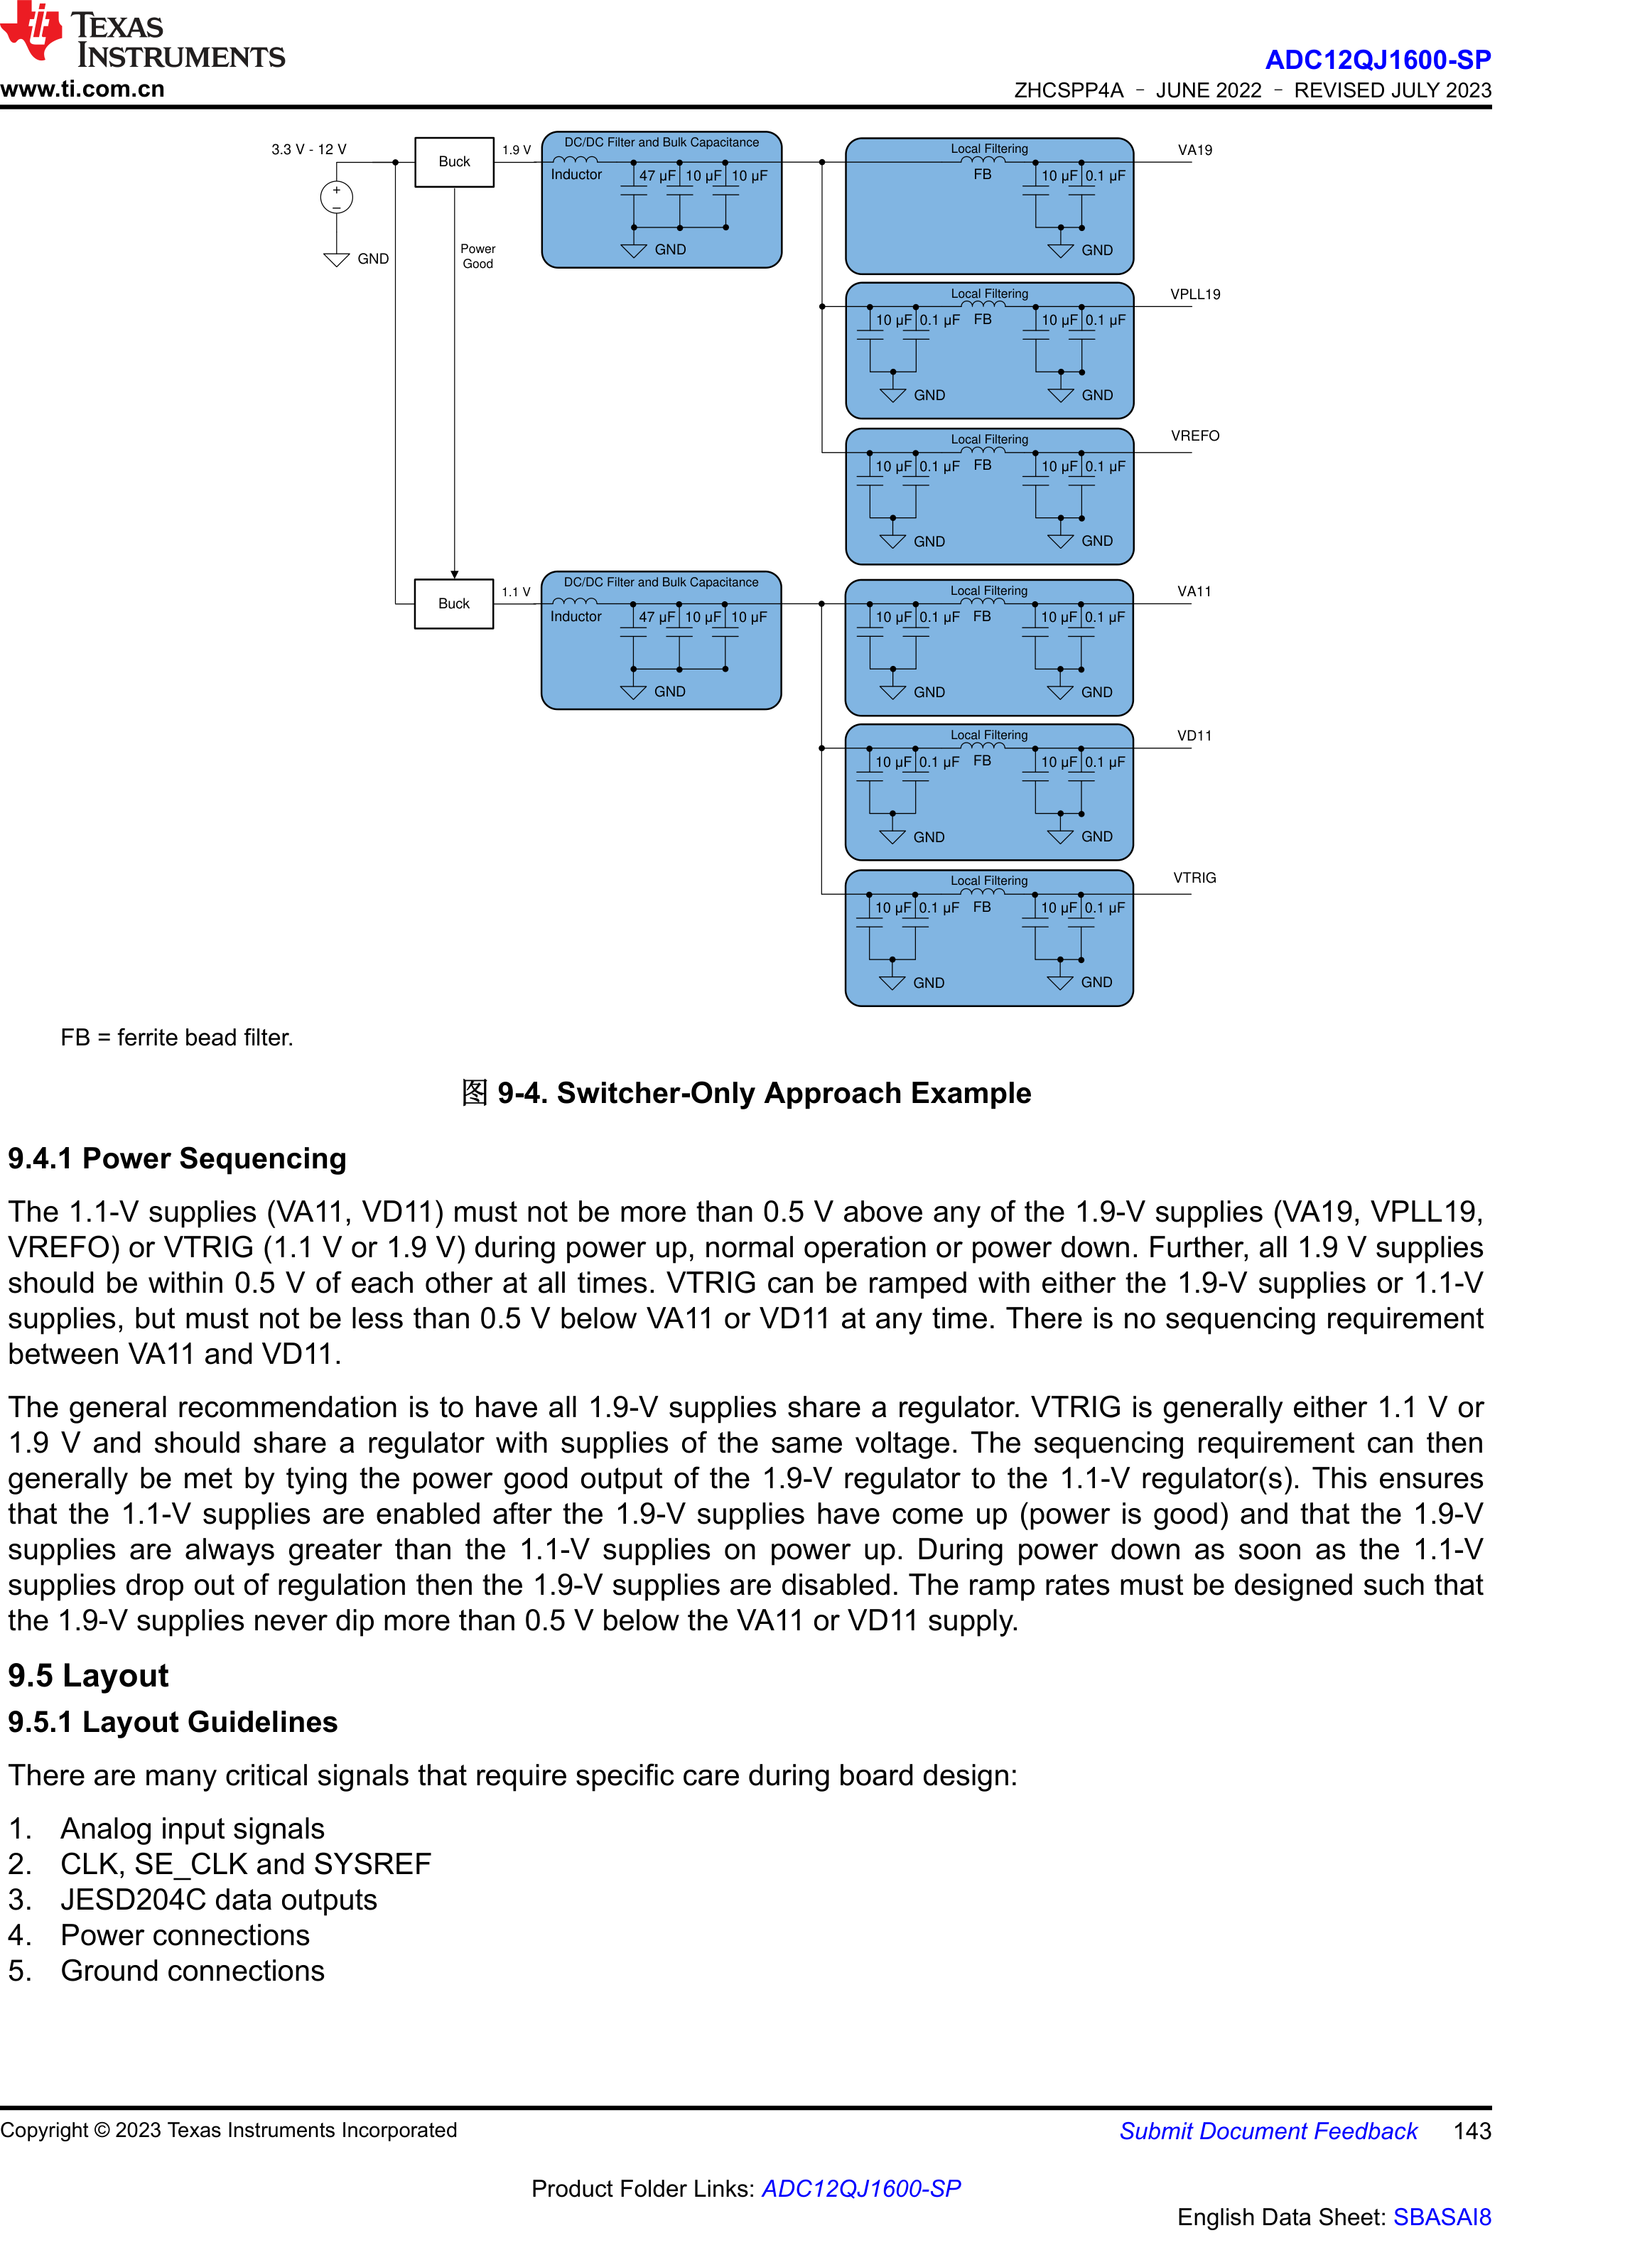 TEXAS
INSTRUMENTS
www.ti.com.cn
ADC12QJ1600-SP
ZHCSPP4A – JUNE 2022 – REVISED JULY 2023
3.3 V - 12 V
Buck
1.9 V
DC/DC Filter and Bulk Capacitance
Inductor
47 µF 10 µF 10 µF
GND
GND
Power
Good
Local Filtering
FB
10 µF 0.1 µF
GND
VA19
Local Filtering
10 µF 0.1 µF FB 10 µF 0.1 µF
GND GND
VPLL19
Local Filtering
10 µF 0.1 µF FB 10 µF 0.1 µF
GND GND
VREFO
Buck
1.1 V
DC/DC Filter and Bulk Capacitance
Inductor
47 µF 10 µF 10 µF
GND
Local Filtering
10 µF 0.1 µF FB 10 µF 0.1 µF
GND GND
VA11
Local Filtering
10 µF 0.1 µF FB 10 µF 0.1 µF
GND GND
VD11
Local Filtering
10 µF 0.1 µF FB 10 µF 0.1 µF
GND GND
VTRIG
FB = ferrite bead filter.
图 9-4. Switcher-Only Approach Example
9.4.1 Power Sequencing
The 1.1-V supplies (VA11, VD11) must not be more than 0.5 V above any of the 1.9-V supplies (VA19, VPLL19,
VREFO) or VTRIG (1.1 V or 1.9 V) during power up, normal operation or power down. Further, all 1.9 V supplies
should be within 0.5 V of each other at all times. VTRIG can be ramped with either the 1.9-V supplies or 1.1-V
supplies, but must not be less than 0.5 V below VA11 or VD11 at any time. There is no sequencing requirement
between VA11 and VD11.
The general recommendation is to have all 1.9-V supplies share a regulator. VTRIG is generally either 1.1 V or
1.9 V and should share a regulator with supplies of the same voltage. The sequencing requirement can then
generally be met by tying the power good output of the 1.9-V regulator to the 1.1-V regulator(s). This ensures
that the 1.1-V supplies are enabled after the 1.9-V supplies have come up (power is good) and that the 1.9-V
supplies are always greater than the 1.1-V supplies on power up. During power down as soon as the 1.1-V
supplies drop out of regulation then the 1.9-V supplies are disabled. The ramp rates must be designed such that
the 1.9-V supplies never dip more than 0.5 V below the VA11 or VD11 supply.
9.5 Layout
9.5.1 Layout Guidelines
There are many critical signals that require specific care during board design:
1. Analog input signals
2. CLK, SE_CLK and SYSREF
3. JESD204C data outputs
4. Power connections
5. Ground connections
Copyright © 2023 Texas Instruments Incorporated
Submit Document Feedback 143
Product Folder Links: ADC12QJ1600-SP
English Data Sheet: SBASAI8